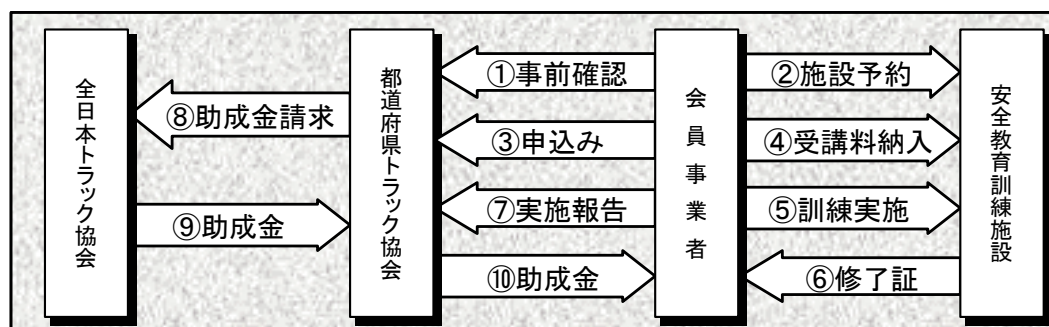 全日本トラック協会
都道府県トラック協会
会員事業者
安全教育訓練施設
①事前確認
②施設予約
③申込み
④受講料納入
⑤訓練実施
⑥修了証
⑦実施報告
⑧助成金請求
⑨助成金
⑩助成金